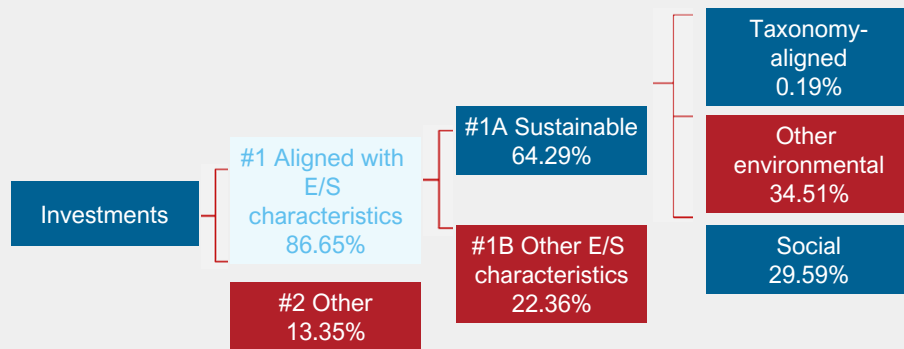 Investments
#1 Aligned with
E/S
characteristics
86.65%
#2 Other
13.35%
#1A Sustainable
64.29%
#1B Other E/S
characteristics
22.36%
Taxonomy-
aligned
0.19%
Other
environmental
34.51%
Social
29.59%